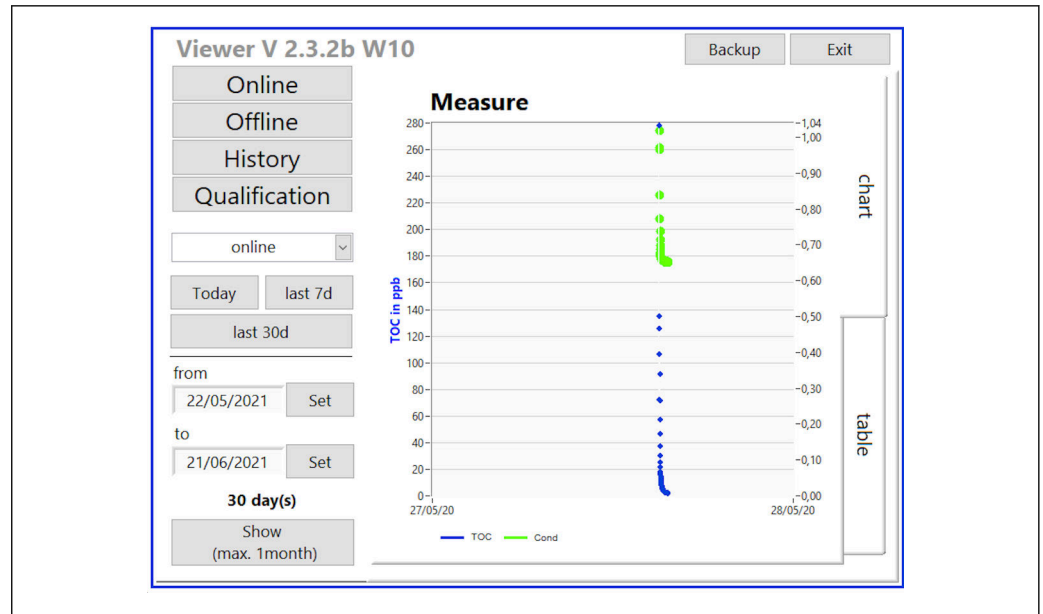 Viewer V 2.3.2b W10
Backup
Exit
Online
Offline
History
Qualification
online
Today
last 7d
last 30d
from
22/05/2021
Set
to
21/06/2021
Set
30 day(s)
Show
(max. 1month)
Measure
TOC in ppb
280
260
240
220
200
180
160
140
120
100
80
60
40
20
0
1,04
1,00
0,90
0,80
0,70
0,60
0,50
0,40
0,30
0,20
0,10
0,00
27/05/20
28/05/20
TOC
Cond
chart
table